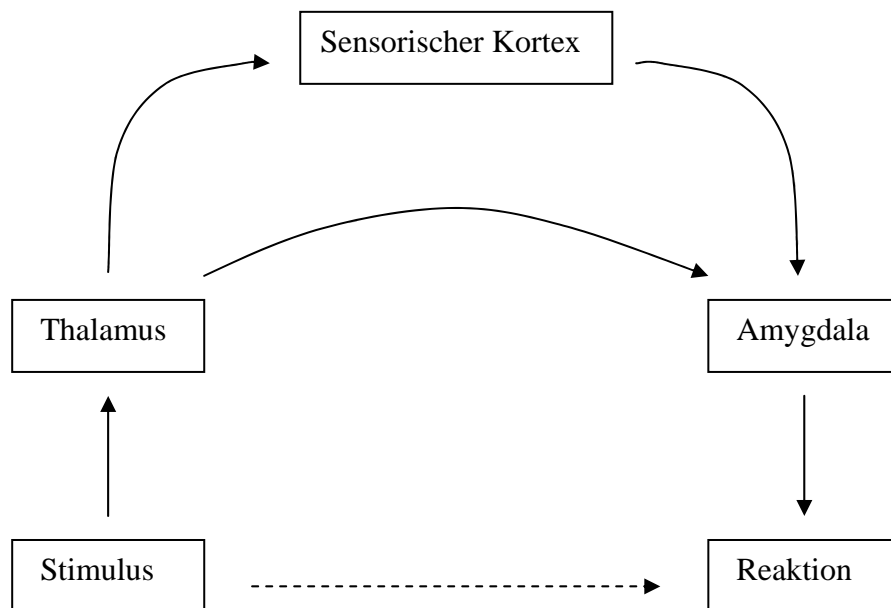 Sensorischer Kortex
Thalamus
Amygdala
Stimulus
Reaktion